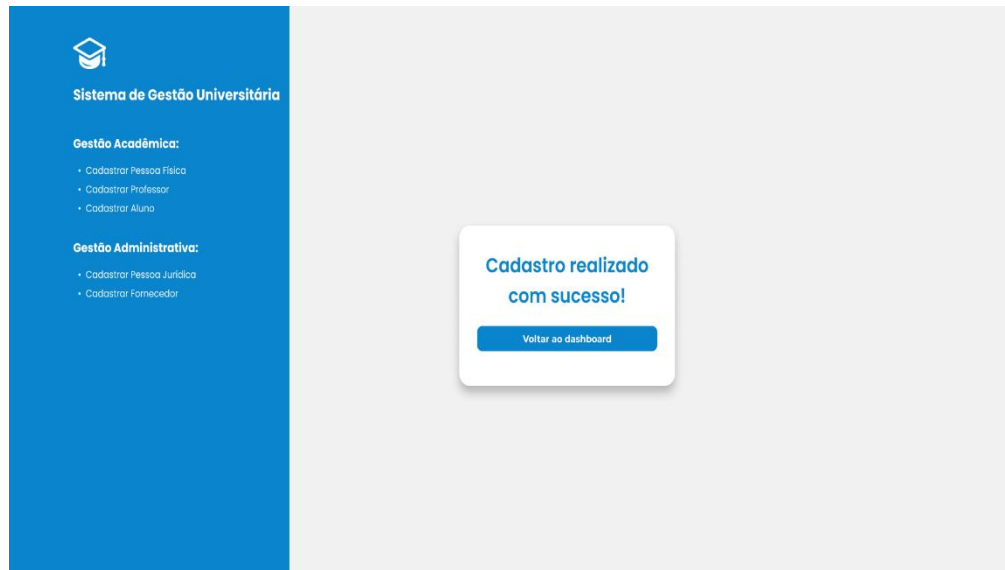 Sistema de Gestão Universitária
Gestão Acadêmica:
• Cadastrar Pessoa Física
• Cadastrar Professor
• Cadastrar Aluno
Gestão Administrativa:
• Cadastrar Pessoa Jurídica
• Cadastrar Fornecedor
Cadastro realizado
com sucesso!
Voltar ao dashboard